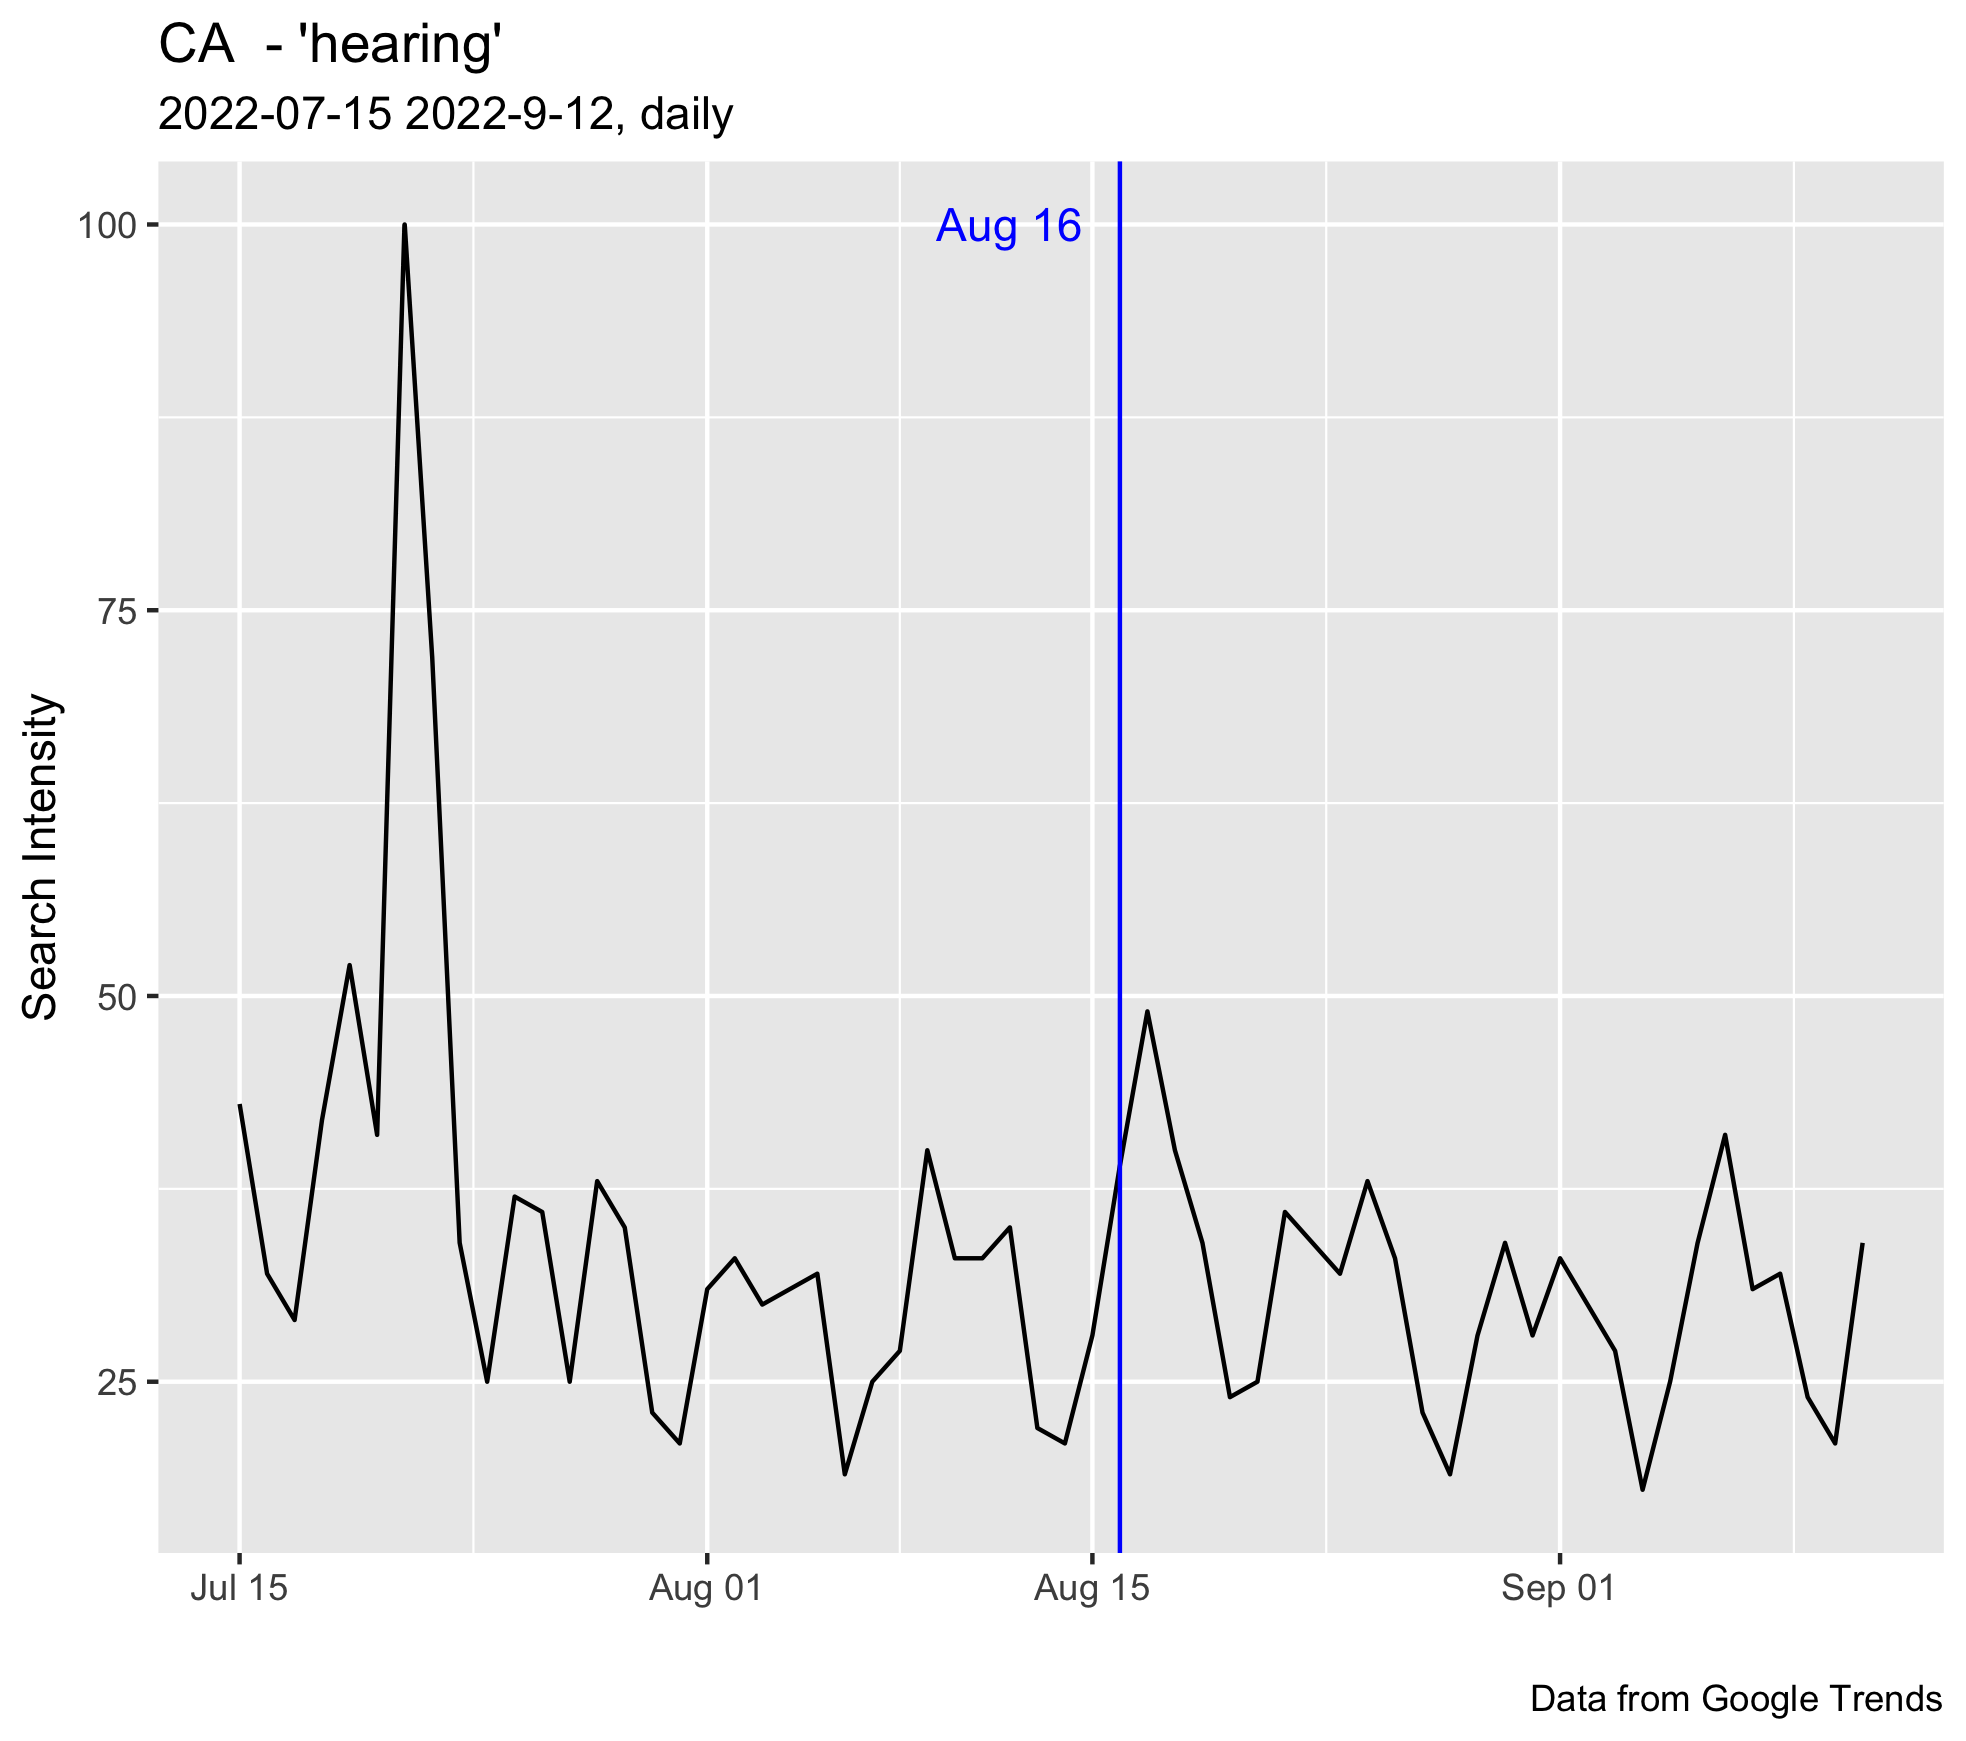 CA  - 'hearing'
2022-07-15 2022-9-12, daily
Aug 16
100
75
50
25
Search Intensity
Jul 15
Aug 01
Aug 15
Sep 01
Data from Google Trends